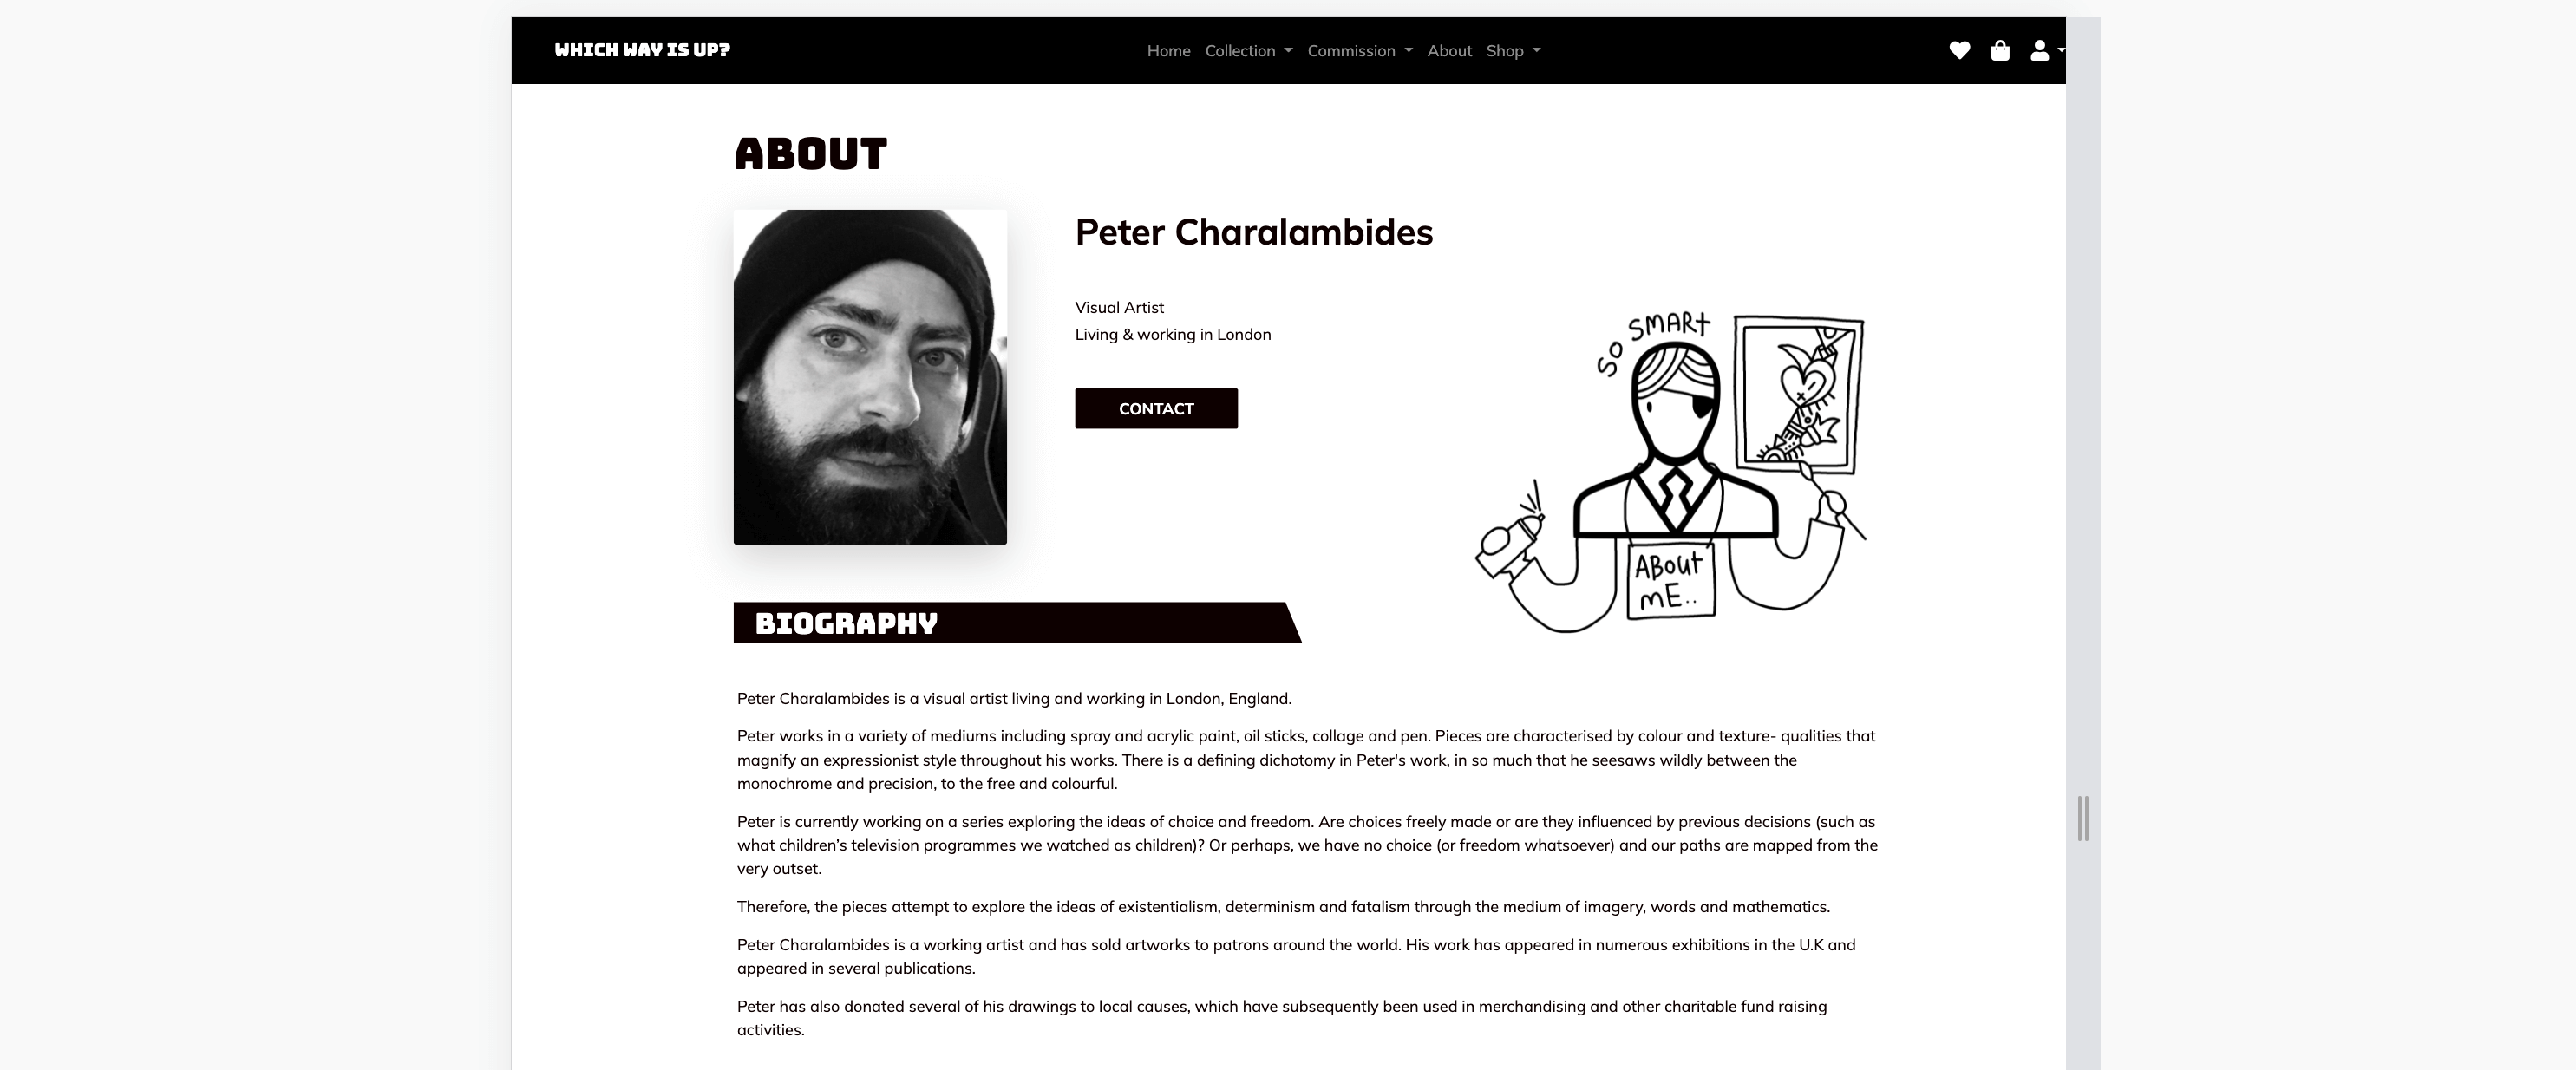 WHICH WAY IS UP?
Home Collection Commission About Shop
ABOUT
Peter Charalambides
Visual Artist
Living & working in London
CONTACT
SO SMARt
ABOut
mE..
BIOGRAPHY
Peter Charalambides is a visual artist living and working in London, England.
Peter works in a variety of mediums including spray and acrylic paint, oil sticks, collage and pen. Pieces are characterised by colour and texture- qualities that
magnify an expressionist style throughout his works. There is a defining dichotomy in Peter's work, in so much that he seesaws wildly between the
monochrome and precision, to the free and colourful.
Peter is currently working on a series exploring the ideas of choice and freedom. Are choices freely made or are they influenced by previous decisions (such as
what children’s television programmes we watched as children)? Or perhaps, we have no choice (or freedom whatsoever) and our paths are mapped from the
very outset.
Therefore, the pieces attempt to explore the ideas of existentialism, determinism and fatalism through the medium of imagery, words and mathematics.
Peter Charalambides is a working artist and has sold artworks to patrons around the world. His work has appeared in numerous exhibitions in the U.K and
appeared in several publications.
Peter has also donated several of his drawings to local causes, which have subsequently been used in merchandising and other charitable fund raising
activities.